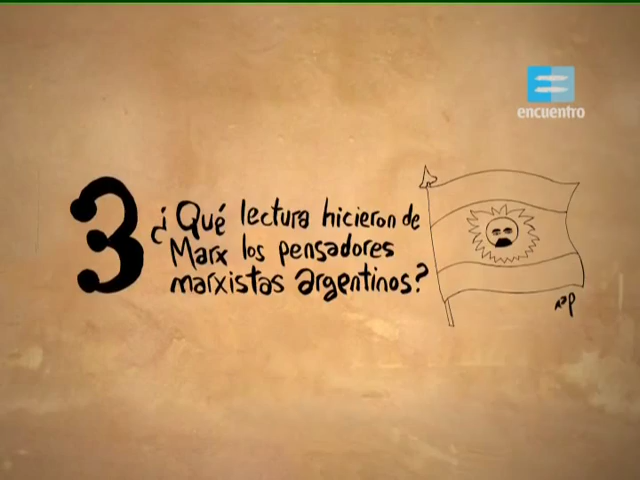 encuentro
3
¿Qué lectura hicieron de
Marx los pensadores
marxistas argentinos?